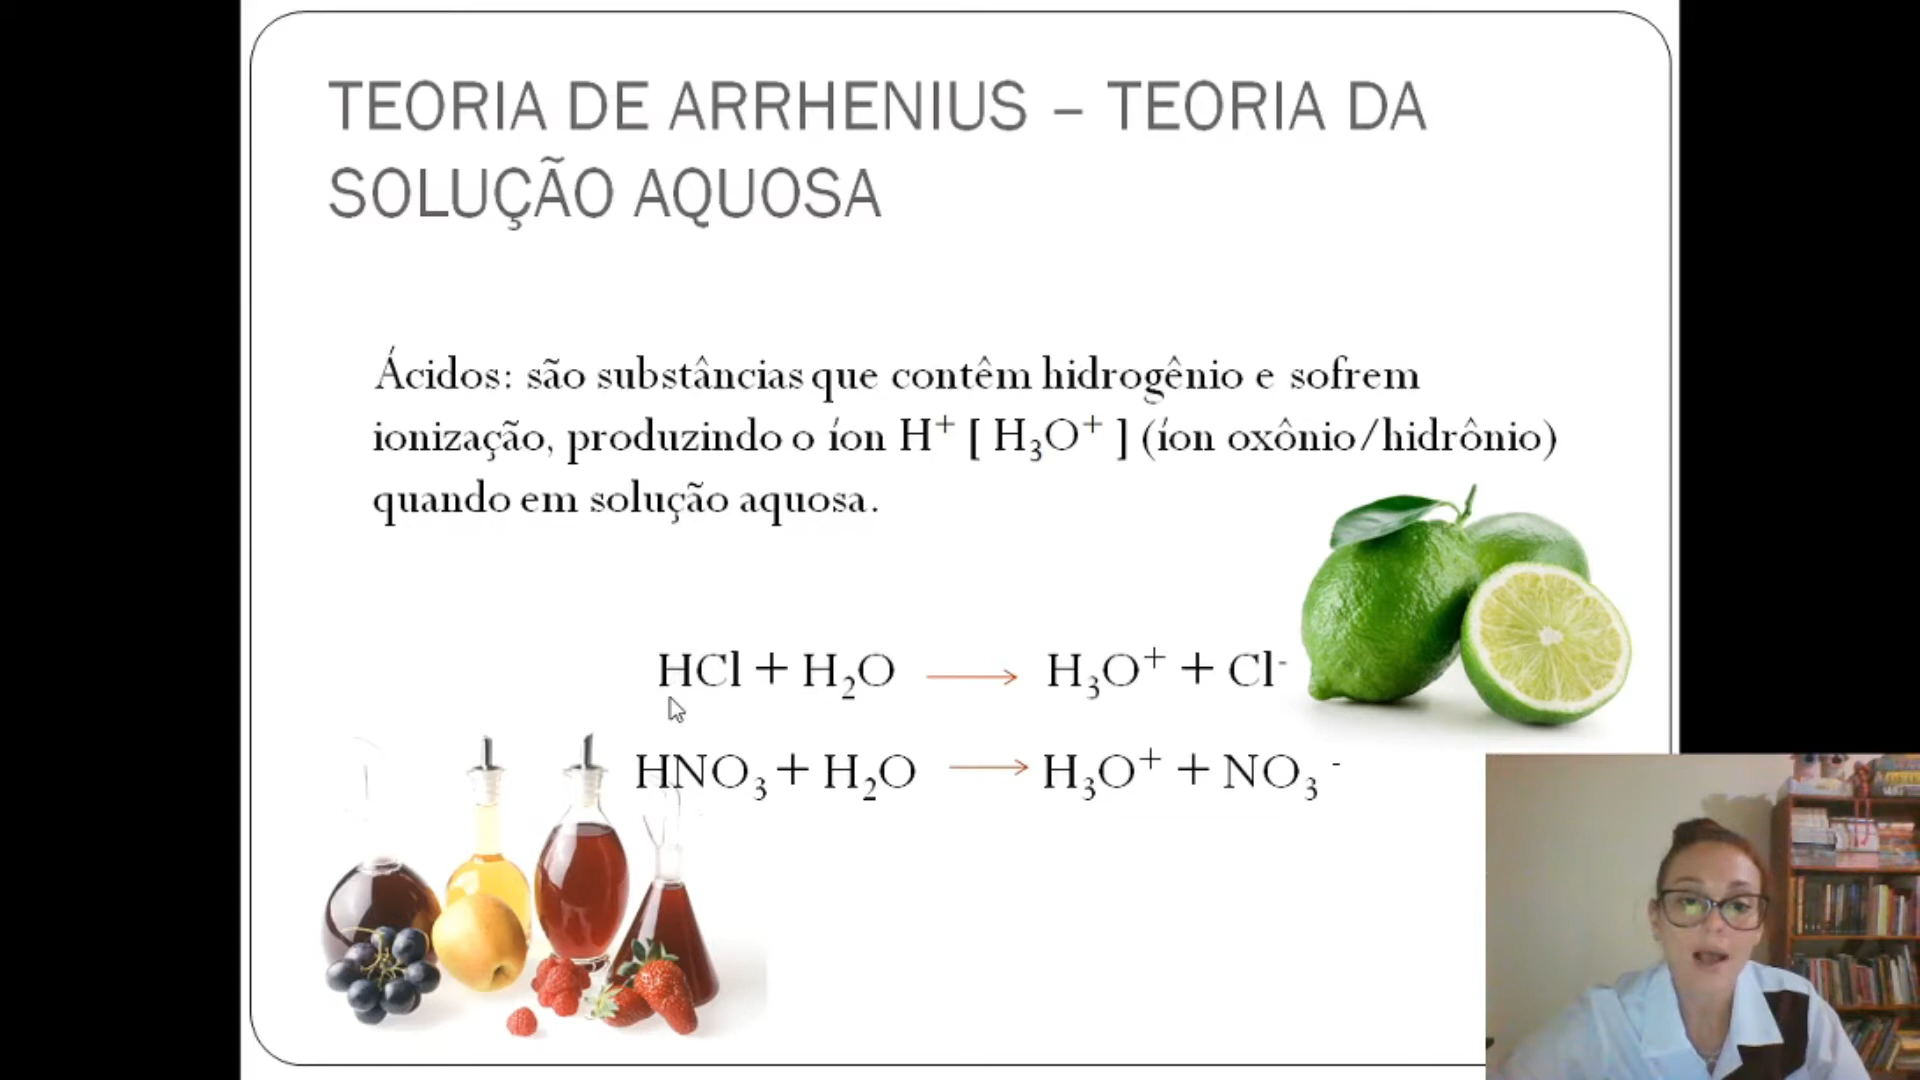 TEORIA DE ARRHENIUS – TEORIA DA
SOLUÇÃO AQUOSA
Ácidos: são substâncias que contêm hidrogênio e sofrem
ionização, produzindo o íon H⁺ [ H₃O⁺ ] (íon oxônio/hidrônio)
quando em solução aquosa.
HCl + H₂O ⟶ H₃O⁺ + Cl⁻
HNO₃ + H₂O ⟶ H₃O⁺ + NO₃ ⁻